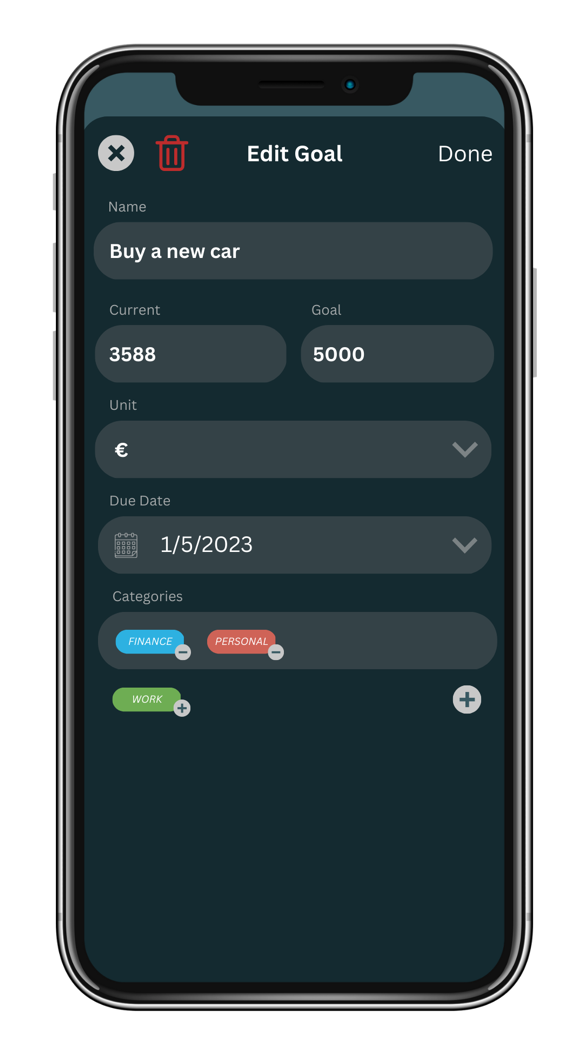 Edit Goal Done
Name
Buy a new car
Current Goal
3588 5000
Unit
€
Due Date
1/5/2023
Categories
FINANCE PERSONAL
WORK